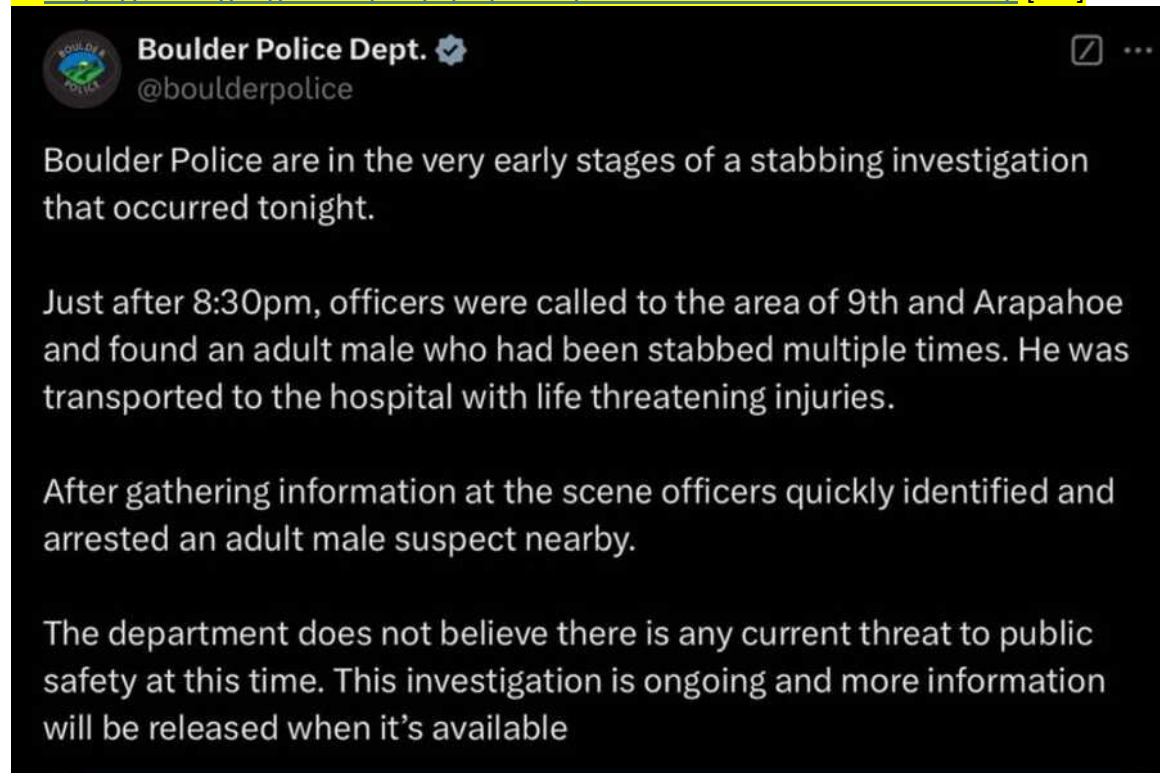 BOULDER
POLICE
Boulder Police Dept.
@boulderpolice
Boulder Police are in the very early stages of a stabbing investigation
that occurred tonight.
Just after 8:30pm, officers were called to the area of 9th and Arapahoe
and found an adult male who had been stabbed multiple times. He was
transported to the hospital with life threatening injuries.
After gathering information at the scene officers quickly identified and
arrested an adult male suspect nearby.
The department does not believe there is any current threat to public
safety at this time. This investigation is ongoing and more information
will be released when it’s available